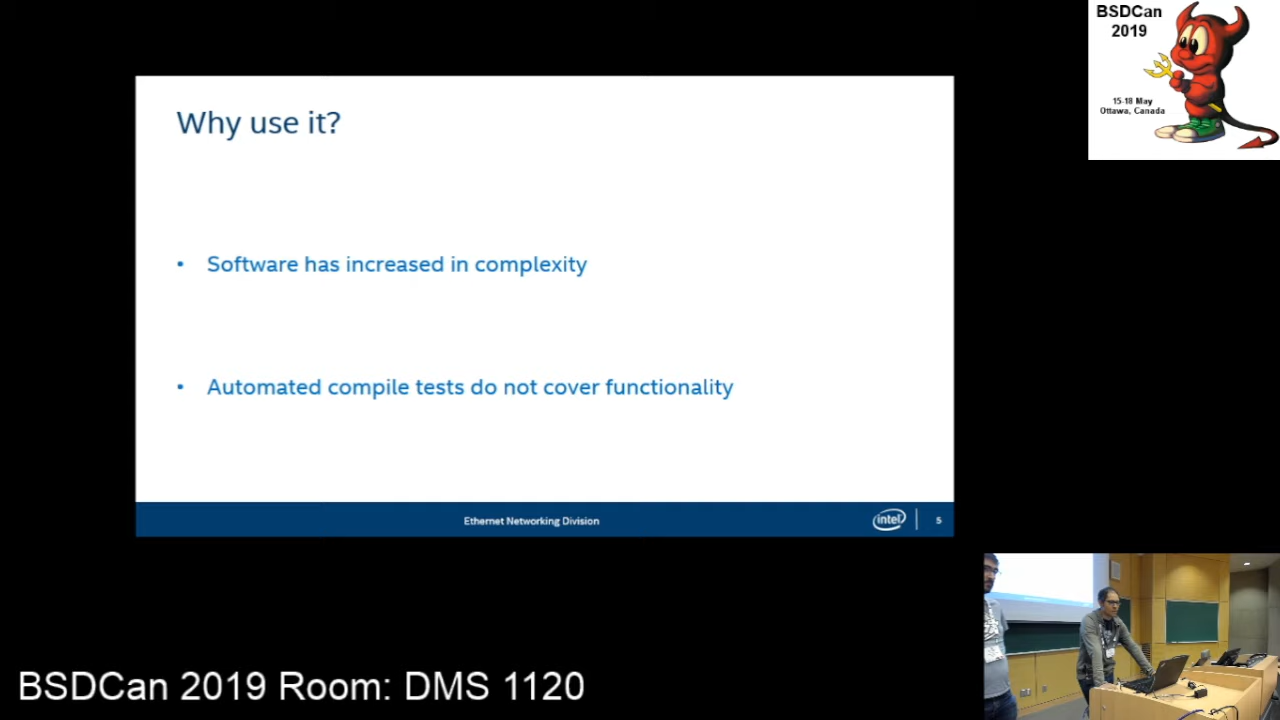 BSDCan
2019
15-18 May
Ottawa, Canada
Why use it?
• Software has increased in complexity
• Automated compile tests do not cover functionality
Ethernet Networking Division
intel
5
BSDCan 2019 Room: DMS 1120